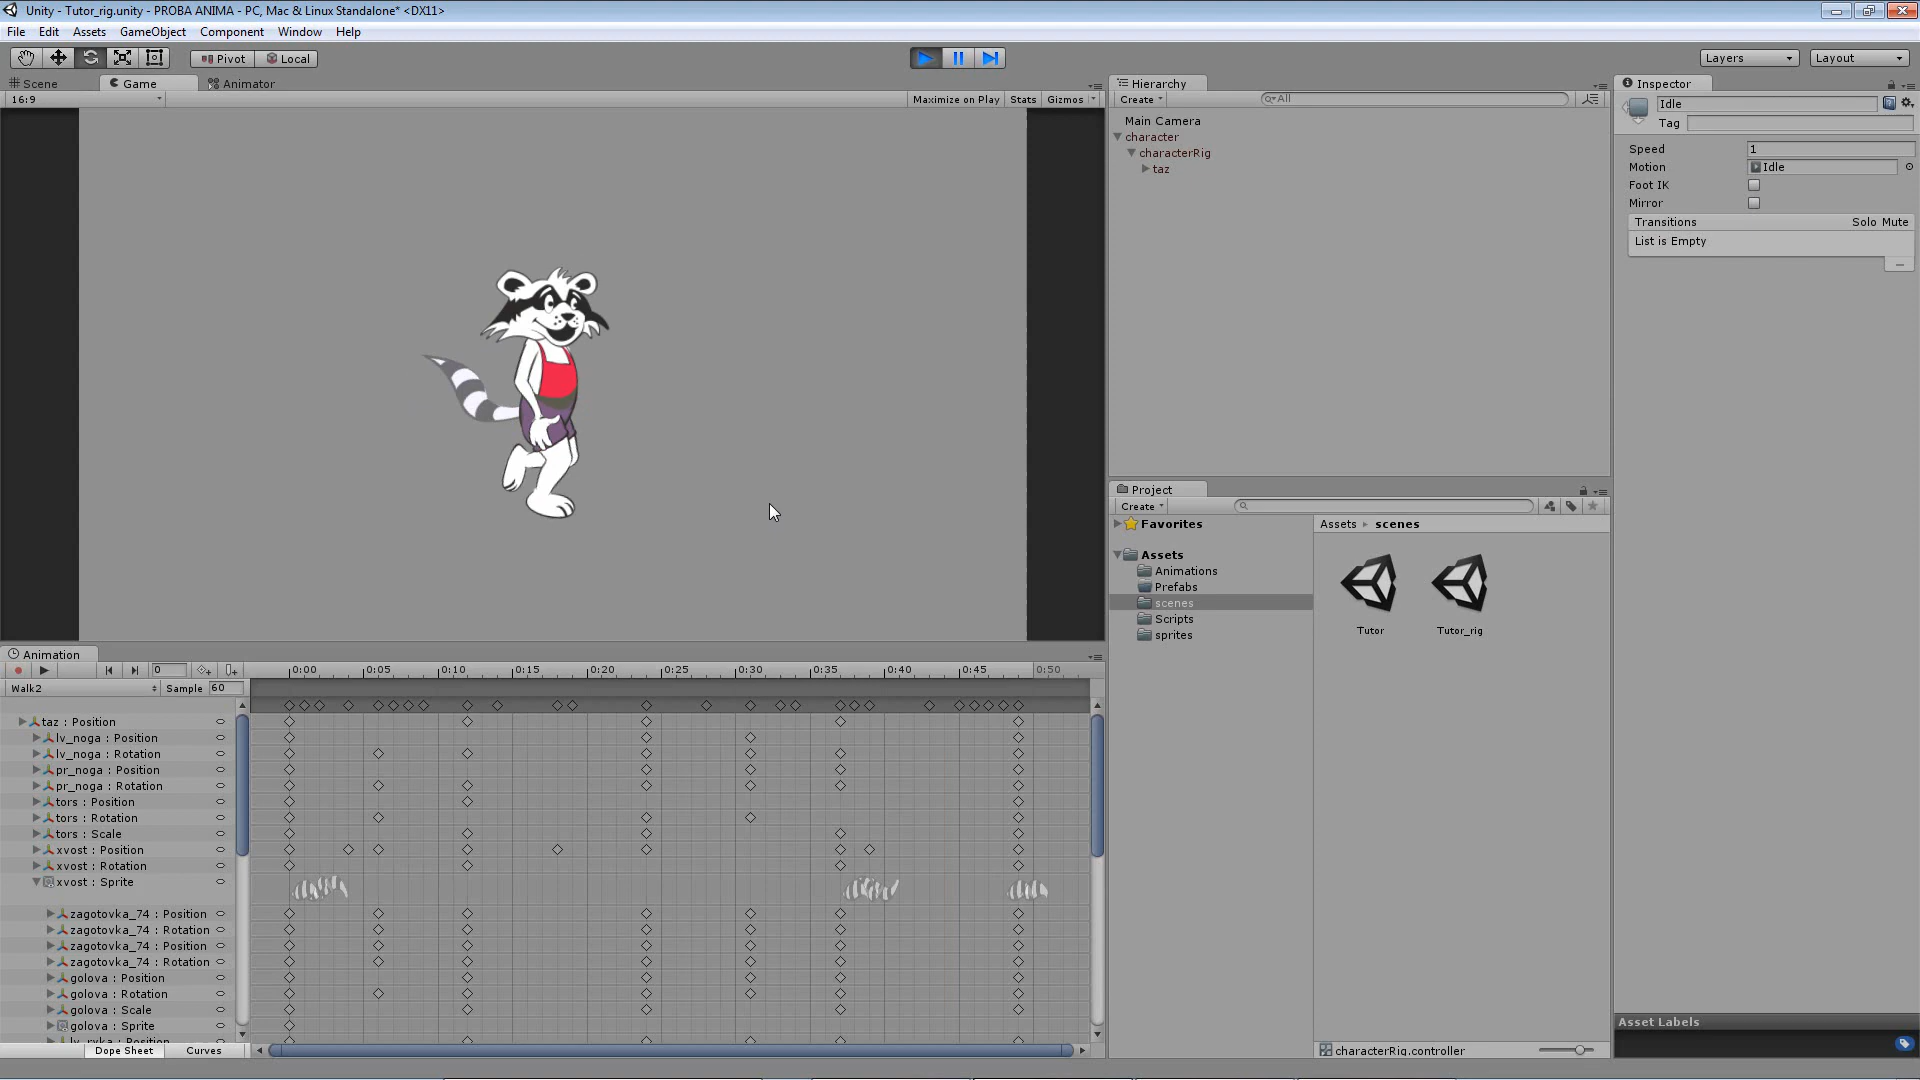 Unity - Tutor_rig.unity - PROBA ANIMA - PC, Mac & Linux Standalone* <DX11>
File Edit Assets GameObject Component Window Help
Pivot Local Layers Layout
Scene Game Animator
16:9 Maximize on Play Stats Gizmos
Hierarchy
Create All
Main Camera
character
characterRig
taz
Inspector
Idle
Tag
Speed 1
Motion Idle
Foot IK
Mirror
Transitions Solo Mute
List is Empty
Project
Create
Favorites
Assets
Animations
Prefabs
scenes
Scripts
sprites
Assets scenes
Tutor Tutor_rig
characterRig.controller
Asset Labels
Animation
0 0:00 0:05 0:10 0:15 0:20 0:25 0:30 0:35 0:40 0:45 0:50
Walk2 Sample 60
taz : Position
lv_noga : Position
lv_noga : Rotation
pr_noga : Position
pr_noga : Rotation
tors : Position
tors : Rotation
tors : Scale
xvost : Position
xvost : Rotation
xvost : Sprite
zagotovka_74 : Position
zagotovka_74 : Rotation
zagotovka_74 : Position
zagotovka_74 : Rotation
golova : Position
golova : Rotation
golova : Scale
golova : Sprite
lv_ryka : Position
Dope Sheet Curves